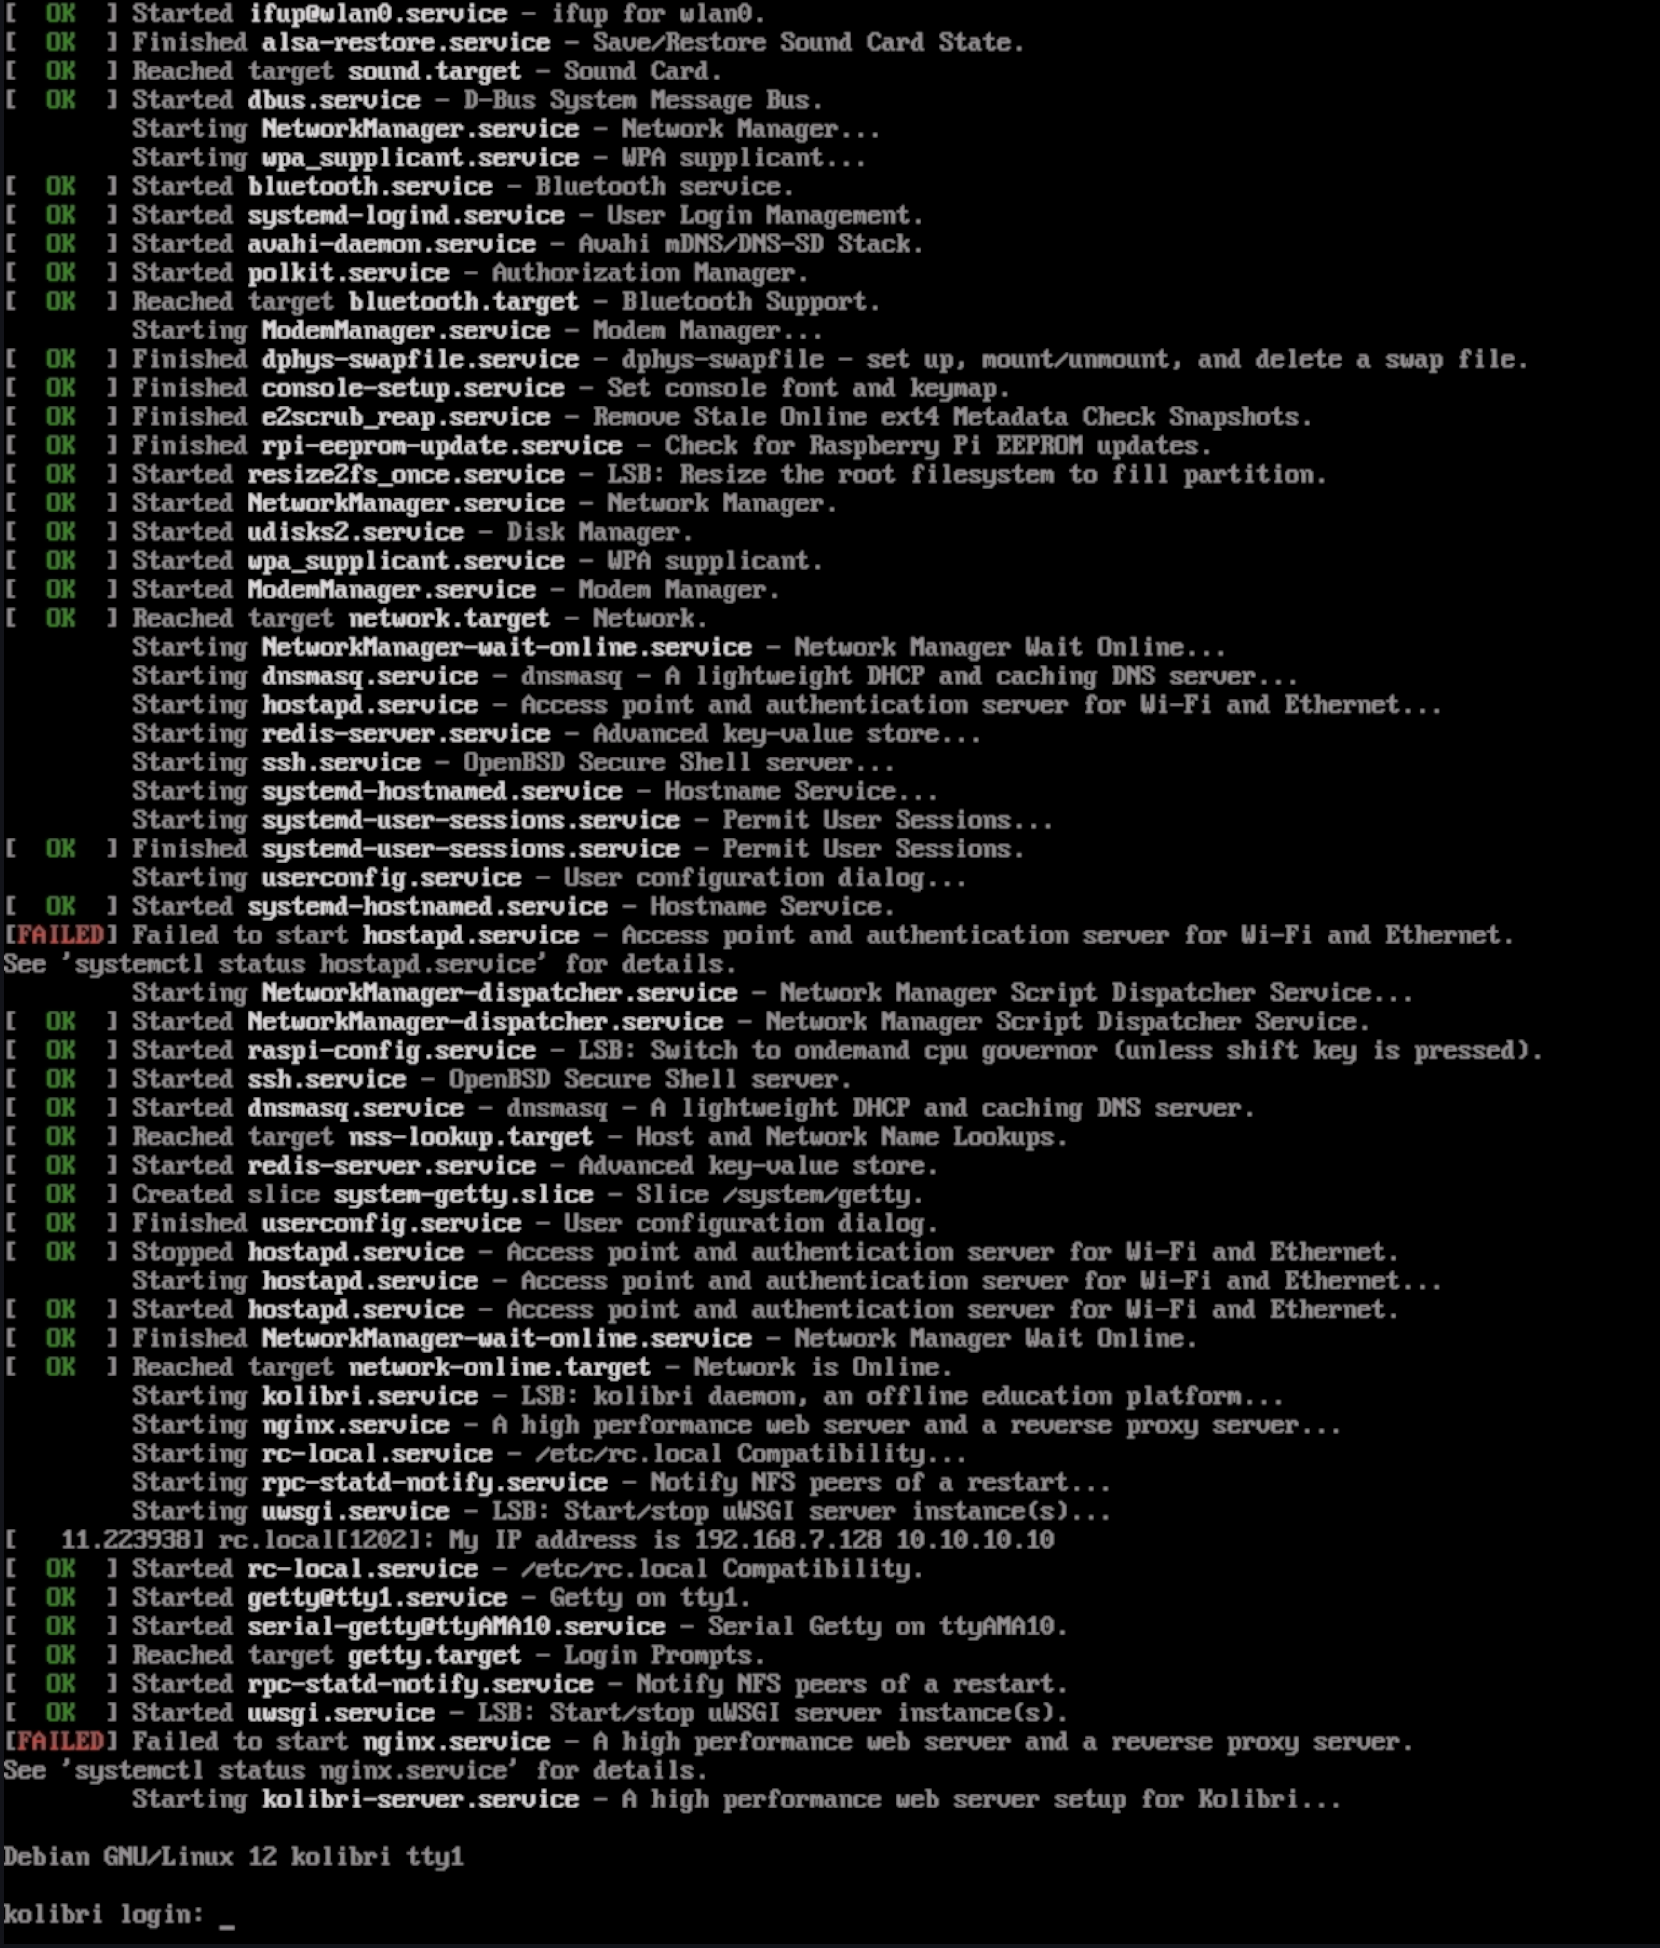 [  OK  ] Started ifup@wlan0.service - ifup for wlan0.
[  OK  ] Finished alsa-restore.service - Save/Restore Sound Card State.
[  OK  ] Reached target sound.target - Sound Card.
[  OK  ] Started dbus.service - D-Bus System Message Bus.
         Starting NetworkManager.service - Network Manager...
         Starting wpa_supplicant.service - WPA supplicant...
[  OK  ] Started bluetooth.service - Bluetooth service.
[  OK  ] Started systemd-logind.service - User Login Management.
[  OK  ] Started avahi-daemon.service - Avahi mDNS/DNS-SD Stack.
[  OK  ] Started polkit.service - Authorization Manager.
[  OK  ] Reached target bluetooth.target - Bluetooth Support.
         Starting ModemManager.service - Modem Manager...
[  OK  ] Finished dphys-swapfile.service - dphys-swapfile - set up, mount/unmount, and delete a swap file.
[  OK  ] Finished console-setup.service - Set console font and keymap.
[  OK  ] Finished e2scrub_reap.service - Remove Stale Online ext4 Metadata Check Snapshots.
[  OK  ] Finished rpi-eeprom-update.service - Check for Raspberry Pi EEPROM updates.
[  OK  ] Started resize2fs_once.service - LSB: Resize the root filesystem to fill partition.
[  OK  ] Started NetworkManager.service - Network Manager.
[  OK  ] Started udisks2.service - Disk Manager.
[  OK  ] Started wpa_supplicant.service - WPA supplicant.
[  OK  ] Started ModemManager.service - Modem Manager.
[  OK  ] Reached target network.target - Network.
         Starting NetworkManager-wait-online.service - Network Manager Wait Online...
         Starting dnsmasq.service - dnsmasq - A lightweight DHCP and caching DNS server...
         Starting hostapd.service - Access point and authentication server for Wi-Fi and Ethernet...
         Starting redis-server.service - Advanced key-value store...
         Starting ssh.service - OpenBSD Secure Shell server...
         Starting systemd-hostnamed.service - Hostname Service...
         Starting systemd-user-sessions.service - Permit User Sessions...
[  OK  ] Finished systemd-user-sessions.service - Permit User Sessions.
         Starting userconfig.service - User configuration dialog...
[  OK  ] Started systemd-hostnamed.service - Hostname Service.
[FAILED] Failed to start hostapd.service - Access point and authentication server for Wi-Fi and Ethernet.
See 'systemctl status hostapd.service' for details.
         Starting NetworkManager-dispatcher.service - Network Manager Script Dispatcher Service...
[  OK  ] Started NetworkManager-dispatcher.service - Network Manager Script Dispatcher Service.
[  OK  ] Started raspi-config.service - LSB: Switch to ondemand cpu governor (unless shift key is pressed).
[  OK  ] Started ssh.service - OpenBSD Secure Shell server.
[  OK  ] Started dnsmasq.service - dnsmasq - A lightweight DHCP and caching DNS server.
[  OK  ] Reached target nss-lookup.target - Host and Network Name Lookups.
[  OK  ] Started redis-server.service - Advanced key-value store.
[  OK  ] Created slice system-getty.slice - Slice /system/getty.
[  OK  ] Finished userconfig.service - User configuration dialog.
[  OK  ] Stopped hostapd.service - Access point and authentication server for Wi-Fi and Ethernet.
         Starting hostapd.service - Access point and authentication server for Wi-Fi and Ethernet...
[  OK  ] Started hostapd.service - Access point and authentication server for Wi-Fi and Ethernet.
[  OK  ] Finished NetworkManager-wait-online.service - Network Manager Wait Online.
[  OK  ] Reached target network-online.target - Network is Online.
         Starting kolibri.service - LSB: kolibri daemon, an offline education platform...
         Starting nginx.service - A high performance web server and a reverse proxy server...
         Starting rc-local.service - /etc/rc.local Compatibility...
         Starting rpc-statd-notify.service - Notify NFS peers of a restart...
         Starting uwsgi.service - LSB: Start/stop uWSGI server instance(s)...
[   11.223938] rc.local[1202]: My IP address is 192.168.7.128 10.10.10.10
[  OK  ] Started rc-local.service - /etc/rc.local Compatibility.
[  OK  ] Started getty@tty1.service - Getty on tty1.
[  OK  ] Started serial-getty@ttyAMA10.service - Serial Getty on ttyAMA10.
[  OK  ] Reached target getty.target - Login Prompts.
[  OK  ] Started rpc-statd-notify.service - Notify NFS peers of a restart.
[  OK  ] Started uwsgi.service - LSB: Start/stop uWSGI server instance(s).
[FAILED] Failed to start nginx.service - A high performance web server and a reverse proxy server.
See 'systemctl status nginx.service' for details.
         Starting kolibri-server.service - A high performance web server setup for Kolibri...
Debian GNU/Linux 12 kolibri tty1
kolibri login: _